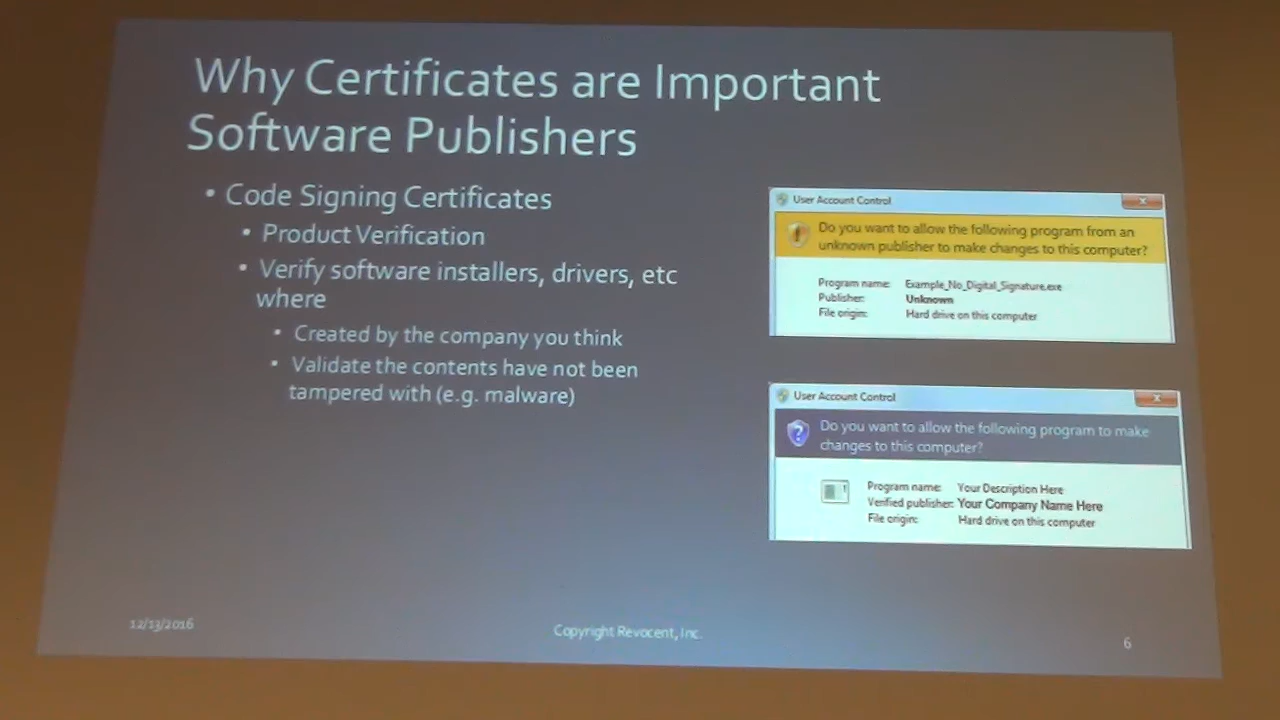 Why Certificates are Important
Software Publishers
• Code Signing Certificates
• Product Verification
• Verify software installers, drivers, etc
where
• Created by the company you think
• Validate the contents have not been
tampered with (e.g. malware)
User Account Control
Do you want to allow the following program from an
unknown publisher to make changes to this computer?
Program name: Example_No_Digital_Signature.exe
Publisher: Unknown
File origin: Hard drive on this computer
User Account Control
Do you want to allow the following program to make
changes to this computer?
Program name: Your Description Here
Verified publisher: Your Company Name Here
File origin: Hard drive on this computer
12/13/2016
Copyright Revocent, Inc.
6